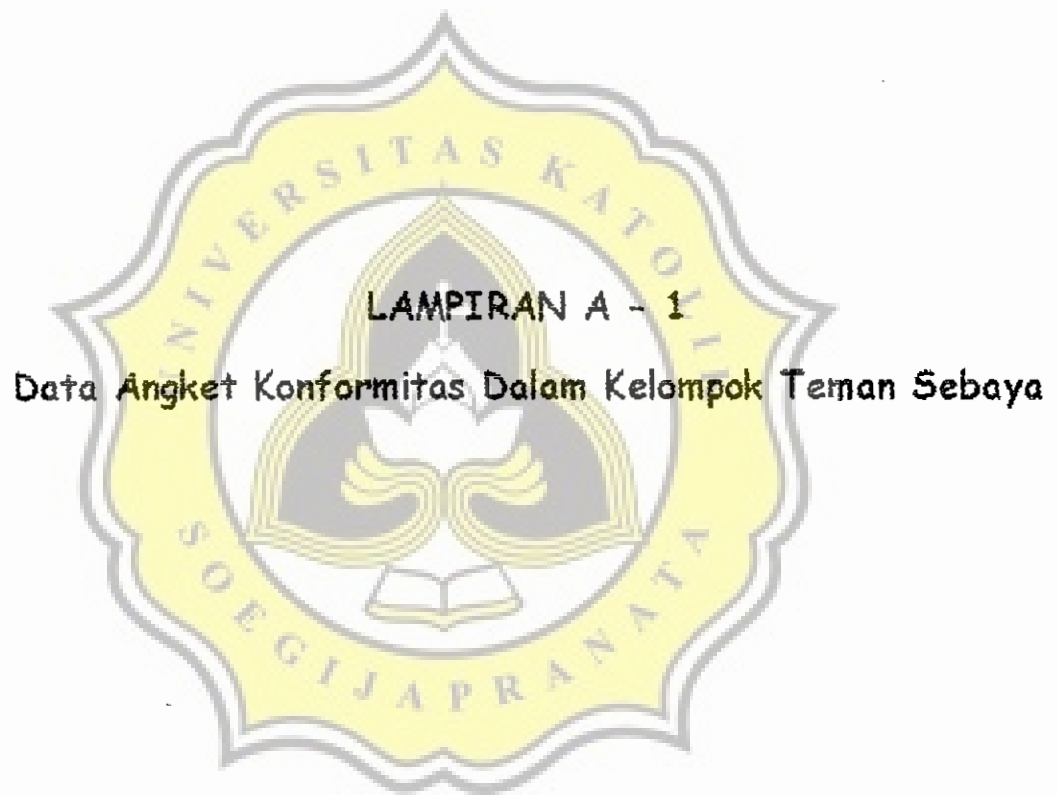 UNIVERSITAS KATOLIK
LAMPIRAN A - 1
Data Angket Konformitas Dalam Kelompok Teman Sebaya
SOEGIJAPRANATA